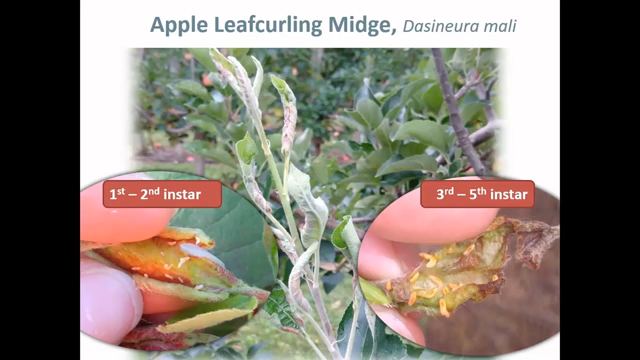 Apple Leafcurling Midge, Dasineura mali
1st – 2nd instar
3rd – 5th instar